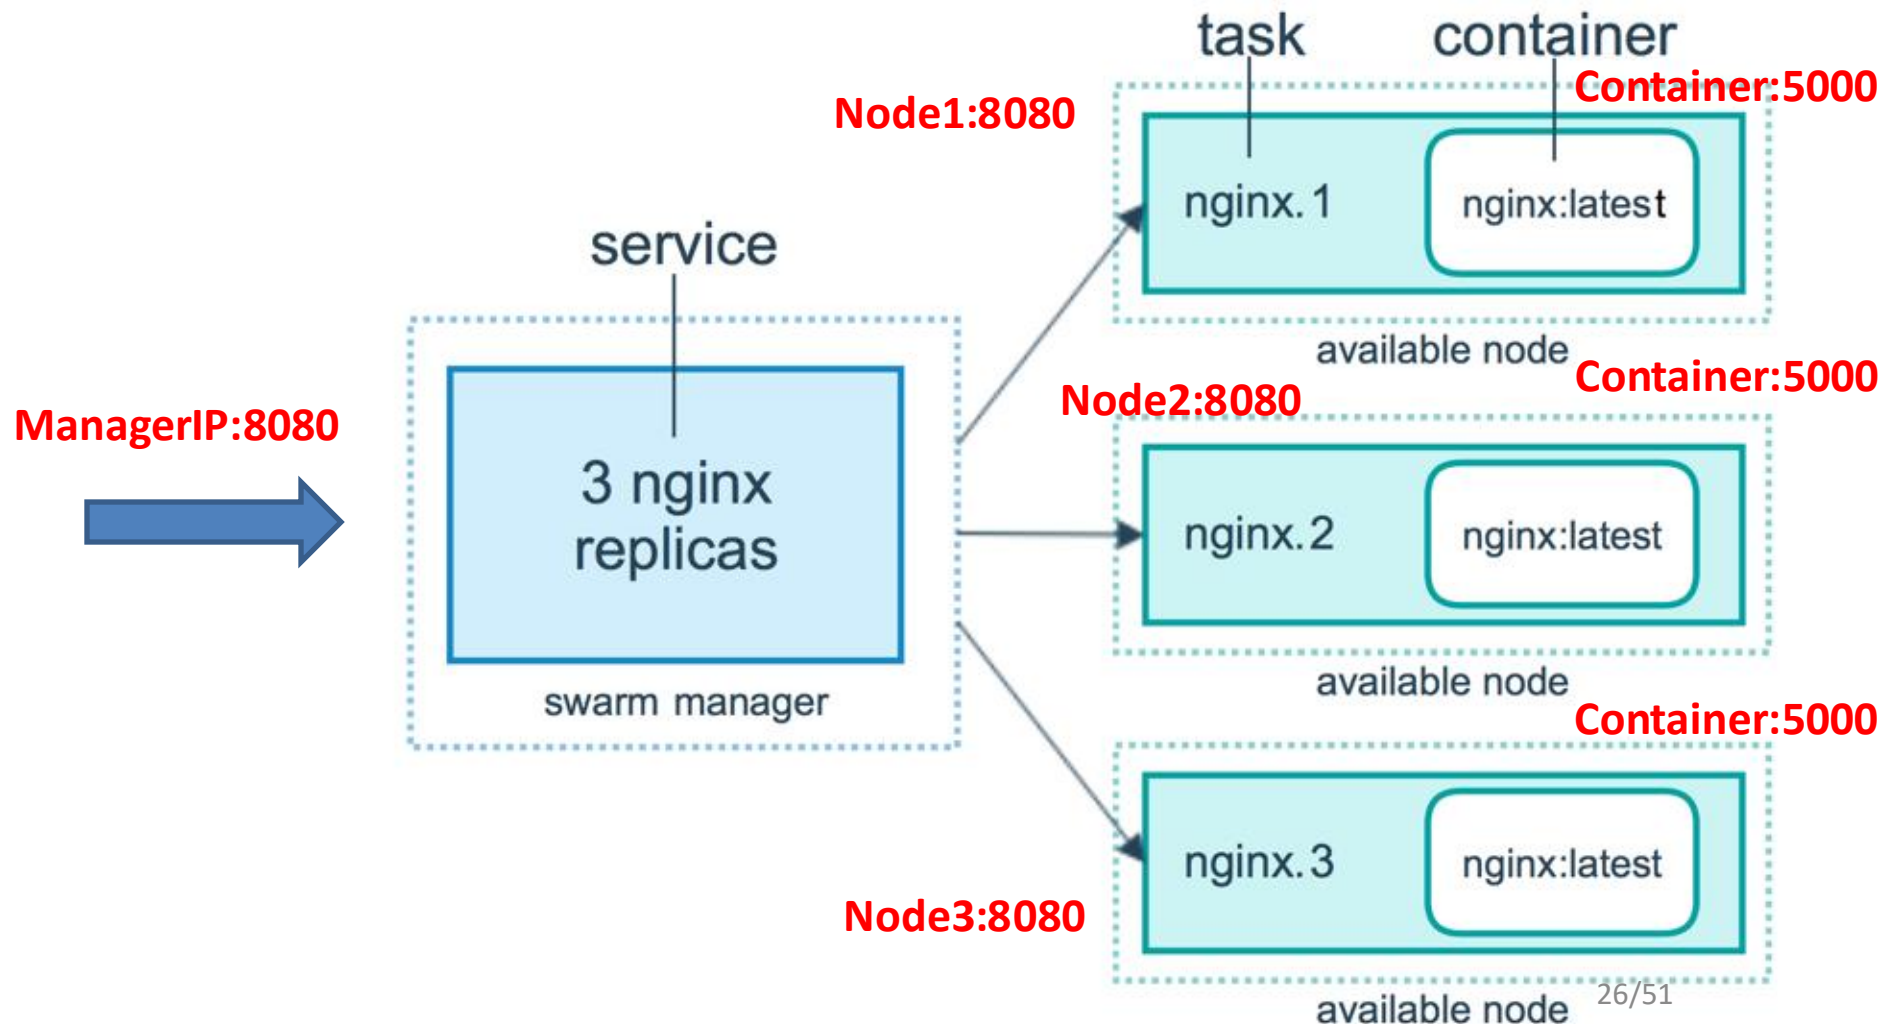 task
container
Container:5000
Node1:8080
nginx.1
nginx:latest
service
available node
Container:5000
Node2:8080
ManagerIP:8080
3 nginx
replicas
nginx.2
nginx:latest
swarm manager
available node
Container:5000
nginx.3
nginx:latest
Node3:8080
available node
26/51